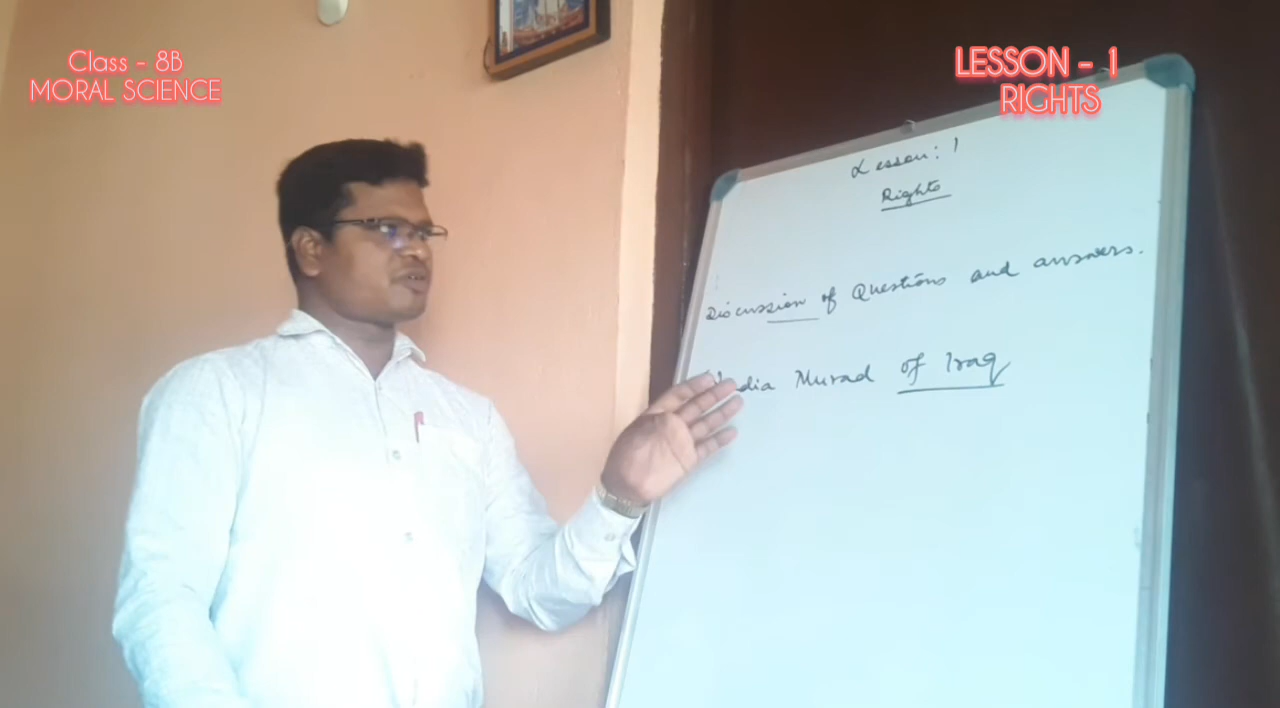 Class - 8B
MORAL SCIENCE
LESSON - 1
RIGHTS
Lesson: 1
Rights
Discussion of Questions and answers.
Murad of Iraq